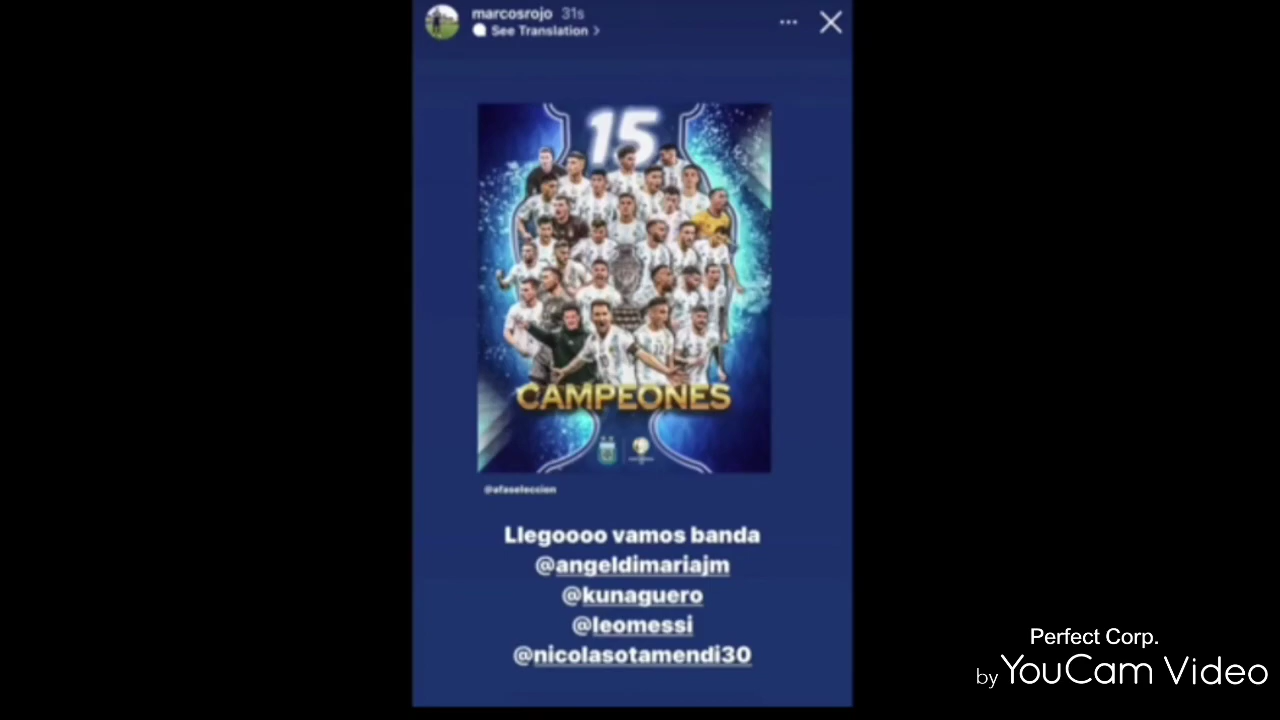 marcosrojo 31s
See Translation >
15
CAMPEONES
@afaseleccion
Llegoooo vamos banda
@angeldimariajm
@kunaguero
@leomessi
@nicolasotamendi30
Perfect Corp.
by YouCam Video